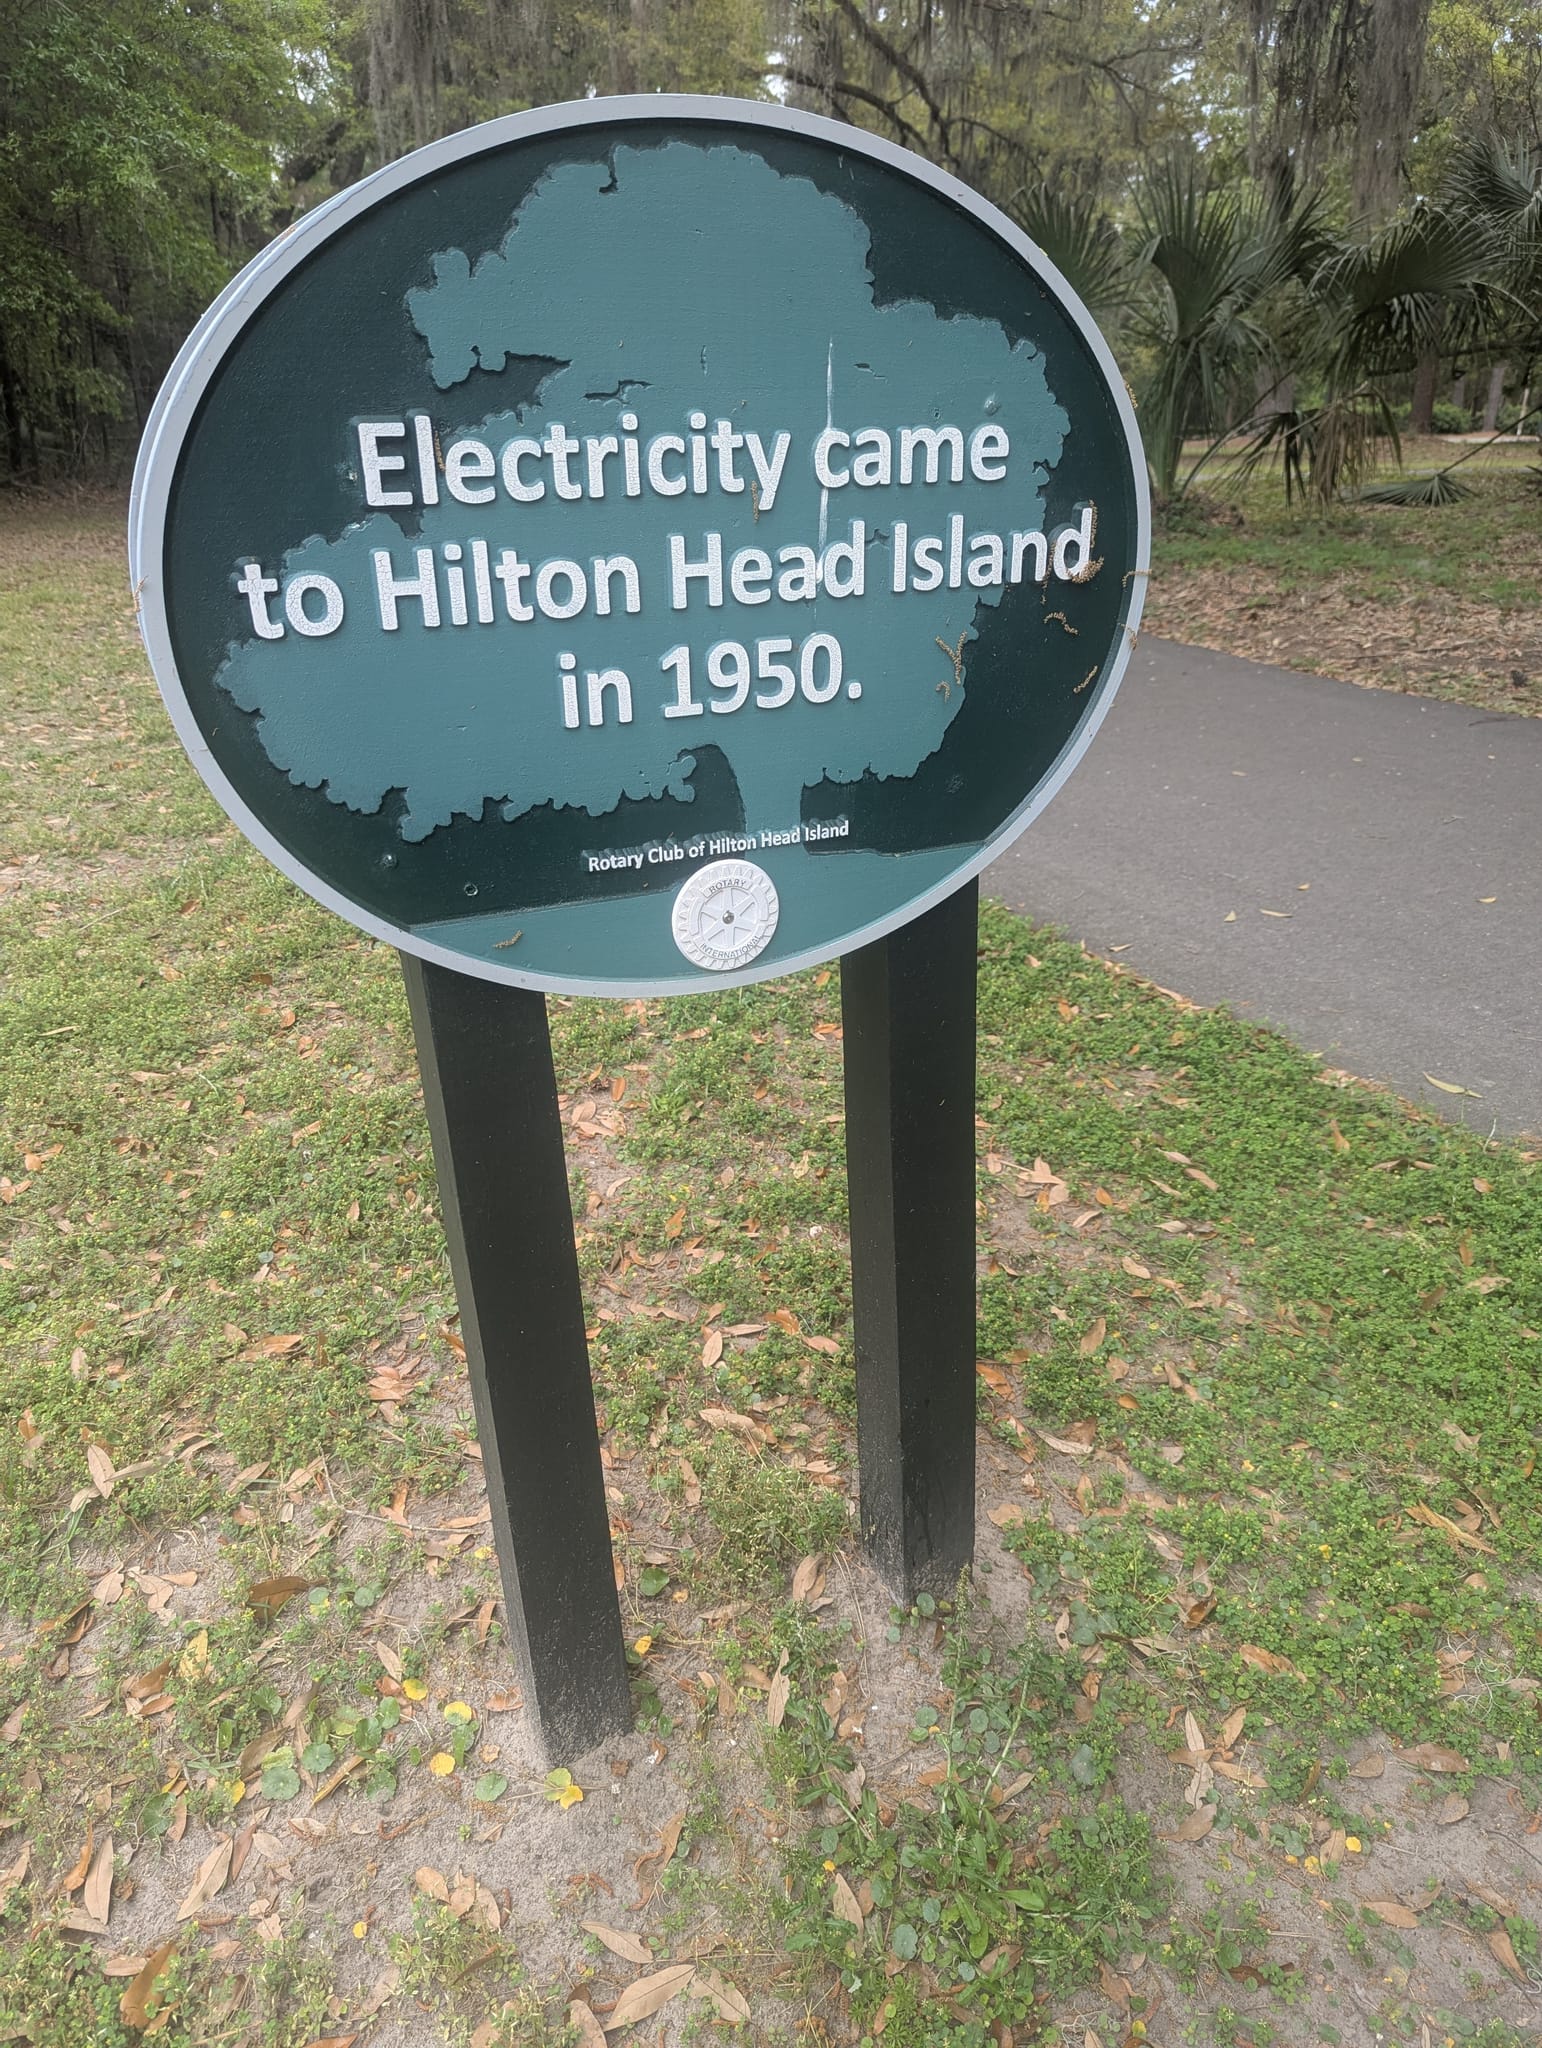 Electricity came
to Hilton Head Island
in 1950.
Rotary Club of Hilton Head Island
ROTARY
INTERNATIONAL